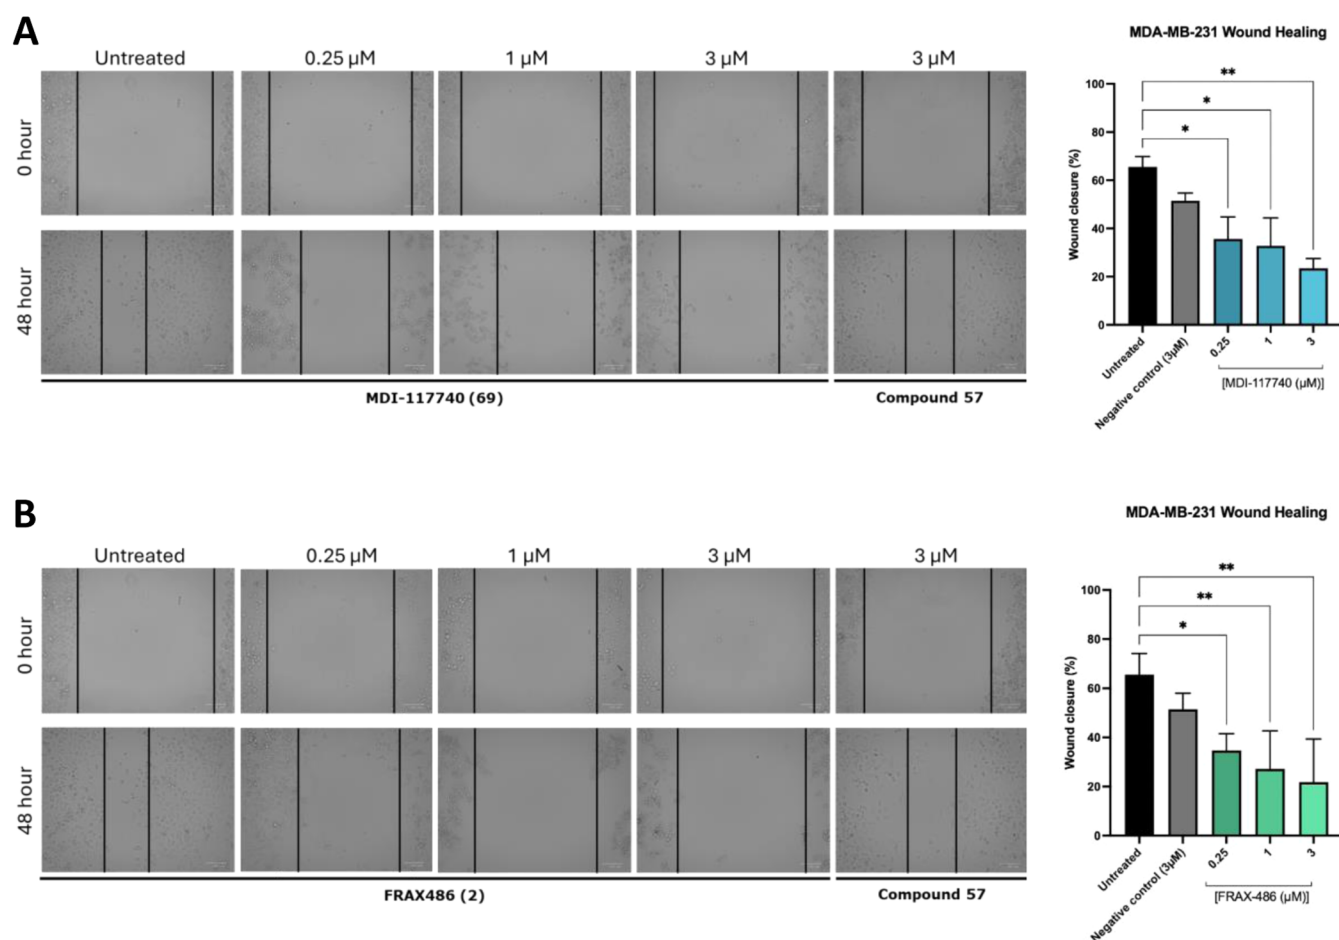 A
Untreated
0.25 µM
1 µM
3 µM
3 µM
0 hour
48 hour
MDI-117740 (69)
Compound 57
MDA-MB-231 Wound Healing
Wound closure (%)
100
80
60
40
20
0
**
*
*
Untreated
Negative control (3µM)
0.25
1
3
[MDI-117740 (µM)]
B
Untreated
0.25 µM
1 µM
3 µM
3 µM
0 hour
48 hour
FRAX486 (2)
Compound 57
MDA-MB-231 Wound Healing
Wound closure (%)
100
80
60
40
20
0
**
**
*
Untreated
Negative control (3µM)
0.25
1
3
[FRAX-486 (µM)]